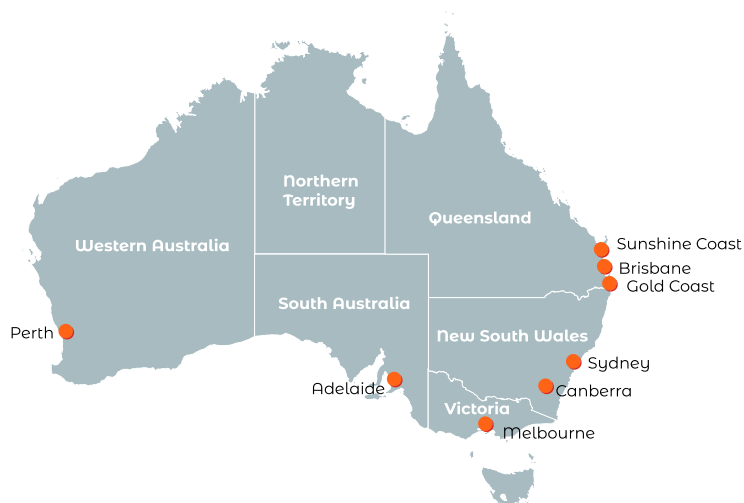 Northern
Territory
Queensland
Western Australia
Sunshine Coast
Brisbane
Gold Coast
South Australia
Perth
New South Wales
Sydney
Adelaide
Canberra
Victoria
Melbourne